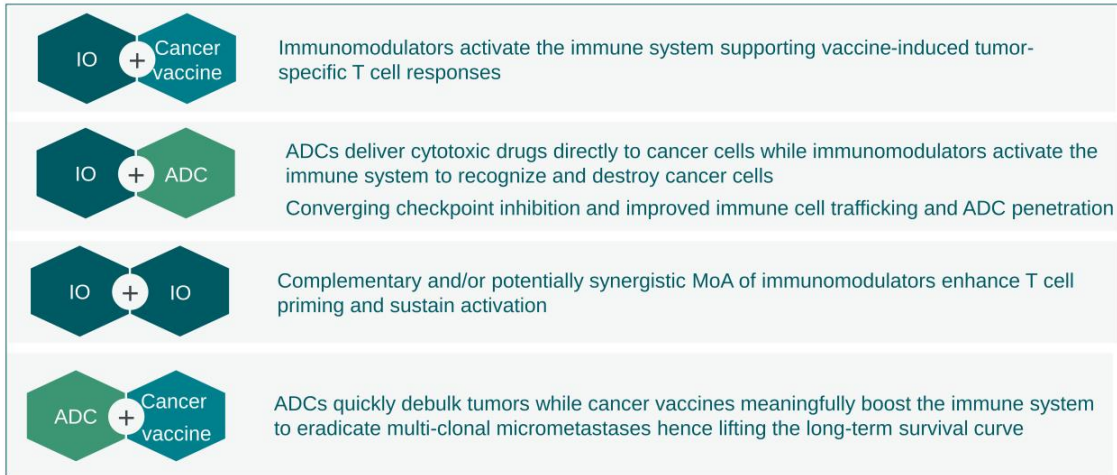 IO + Cancer vaccine
Immunomodulators activate the immune system supporting vaccine-induced tumor-
specific T cell responses
IO + ADC
ADCs deliver cytotoxic drugs directly to cancer cells while immunomodulators activate the
immune system to recognize and destroy cancer cells
Converging checkpoint inhibition and improved immune cell trafficking and ADC penetration
IO + IO
Complementary and/or potentially synergistic MoA of immunomodulators enhance T cell
priming and sustain activation
ADC + Cancer vaccine
ADCs quickly debulk tumors while cancer vaccines meaningfully boost the immune system
to eradicate multi-clonal micrometastases hence lifting the long-term survival curve